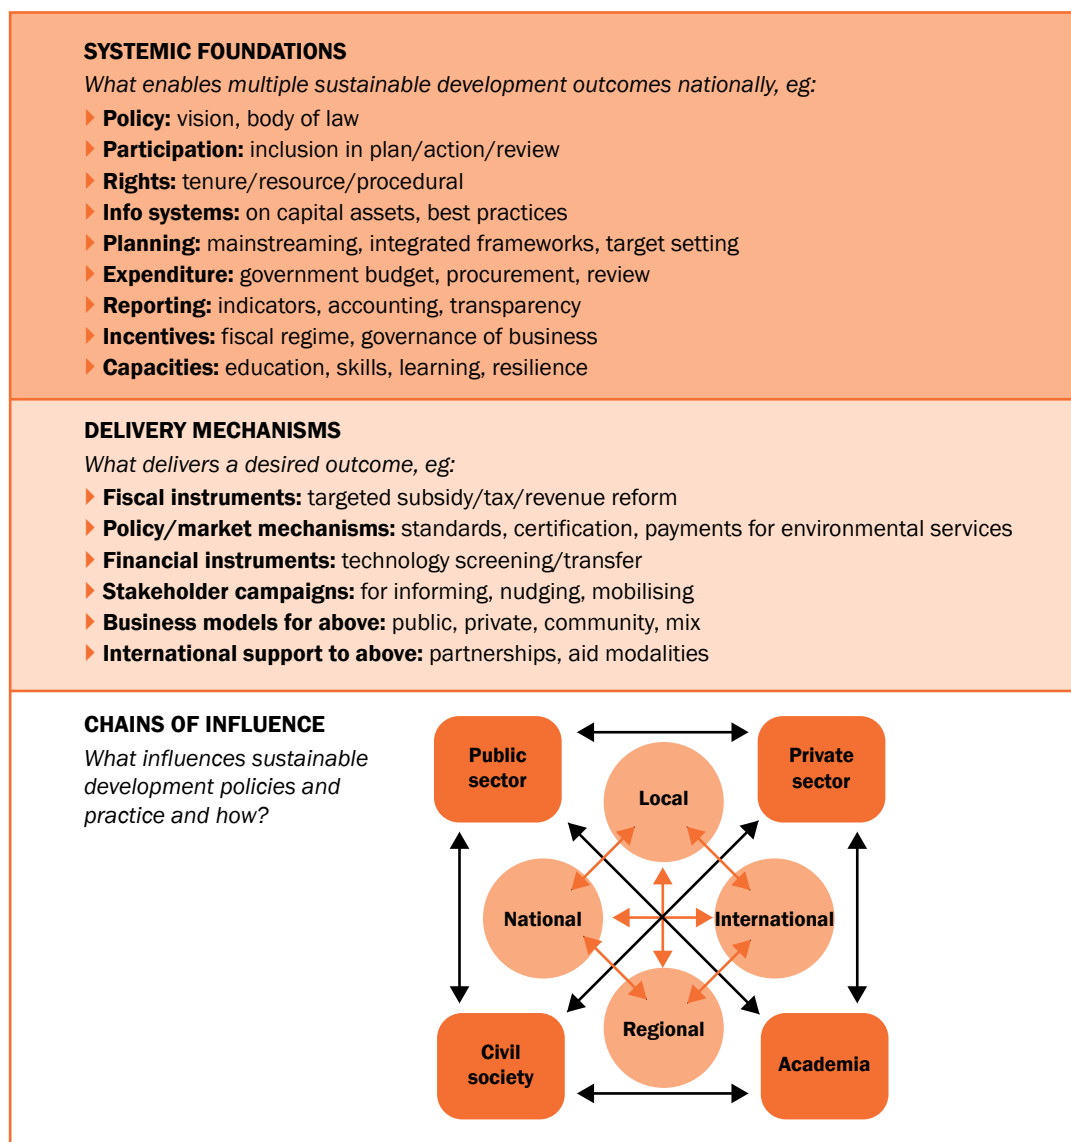 SYSTEMIC FOUNDATIONS
What enables multiple sustainable development outcomes nationally, eg:
Policy: vision, body of law
Participation: inclusion in plan/action/review
Rights: tenure/resource/procedural
Info systems: on capital assets, best practices
Planning: mainstreaming, integrated frameworks, target setting
Expenditure: government budget, procurement, review
Reporting: indicators, accounting, transparency
Incentives: fiscal regime, governance of business
Capacities: education, skills, learning, resilience
DELIVERY MECHANISMS
What delivers a desired outcome, eg:
Fiscal instruments: targeted subsidy/tax/revenue reform
Policy/market mechanisms: standards, certification, payments for environmental services
Financial instruments: technology screening/transfer
Stakeholder campaigns: for informing, nudging, mobilising
Business models for above: public, private, community, mix
International support to above: partnerships, aid modalities
CHAINS OF INFLUENCE
What influences sustainable
development policies and
practice and how?
Public
sector
Private
sector
Local
National
International
Regional
Civil
society
Academia